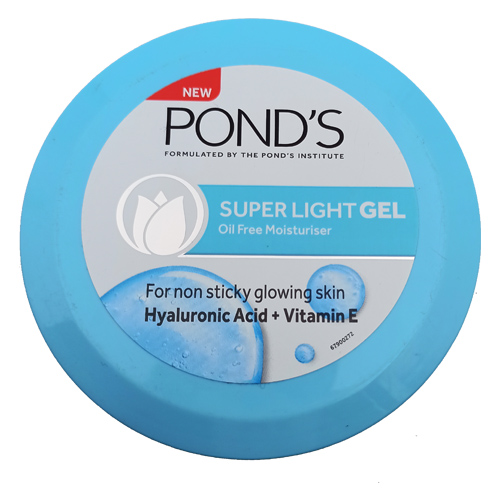 NEW
POND'S
FORMULATED BY THE POND'S INSTITUTE
SUPER LIGHT GEL
Oil Free Moisturiser
For non sticky glowing skin
Hyaluronic Acid + Vitamin E
67900272